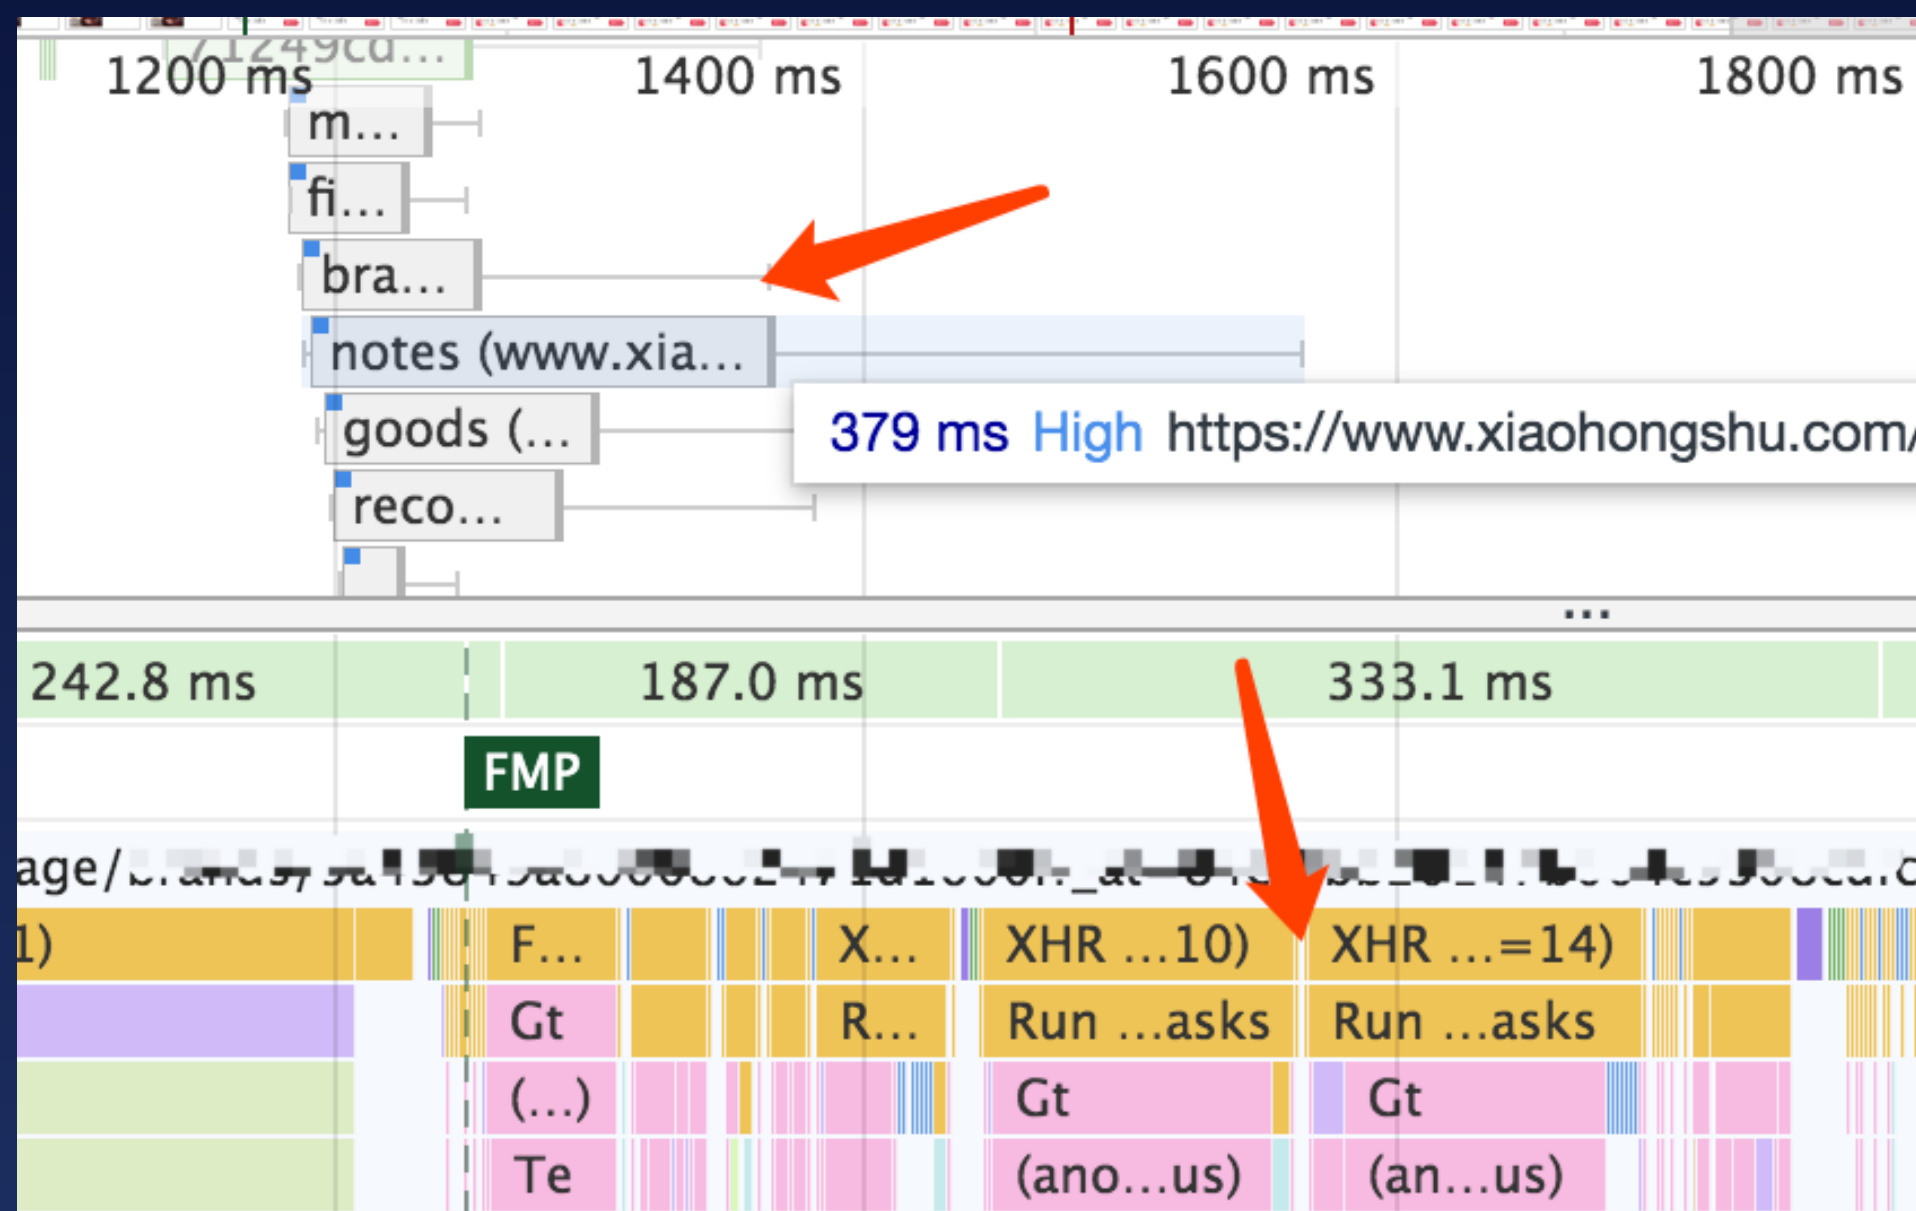 71249cd...
1200 ms 1400 ms 1600 ms 1800 ms
m...
fi...
bra...
notes (www.xia...
goods (...
379 ms High https://www.xiaohongshu.com/
reco...
...
242.8 ms 187.0 ms 333.1 ms
FMP
age/
1) F... X... XHR ...10) XHR ...=14)
Gt R... Run ...asks Run ...asks
(...) Gt Gt
Te (ano...us) (an...us)